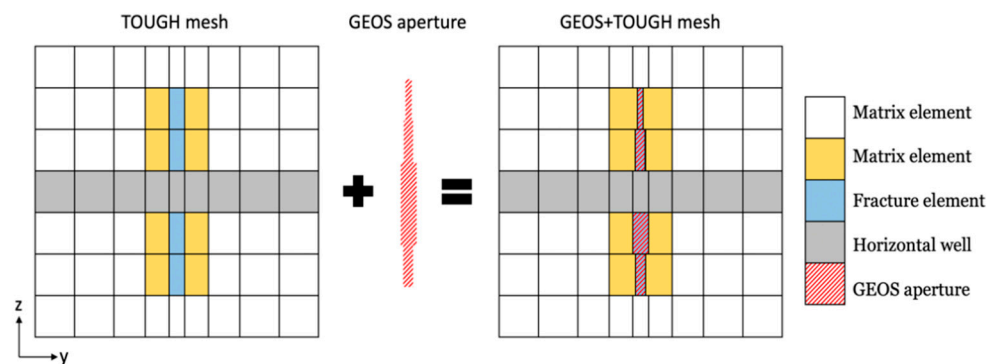 TOUGH mesh
GEOS aperture
GEOS+TOUGH mesh
Matrix element
Matrix element
Fracture element
Horizontal well
GEOS aperture
z
y